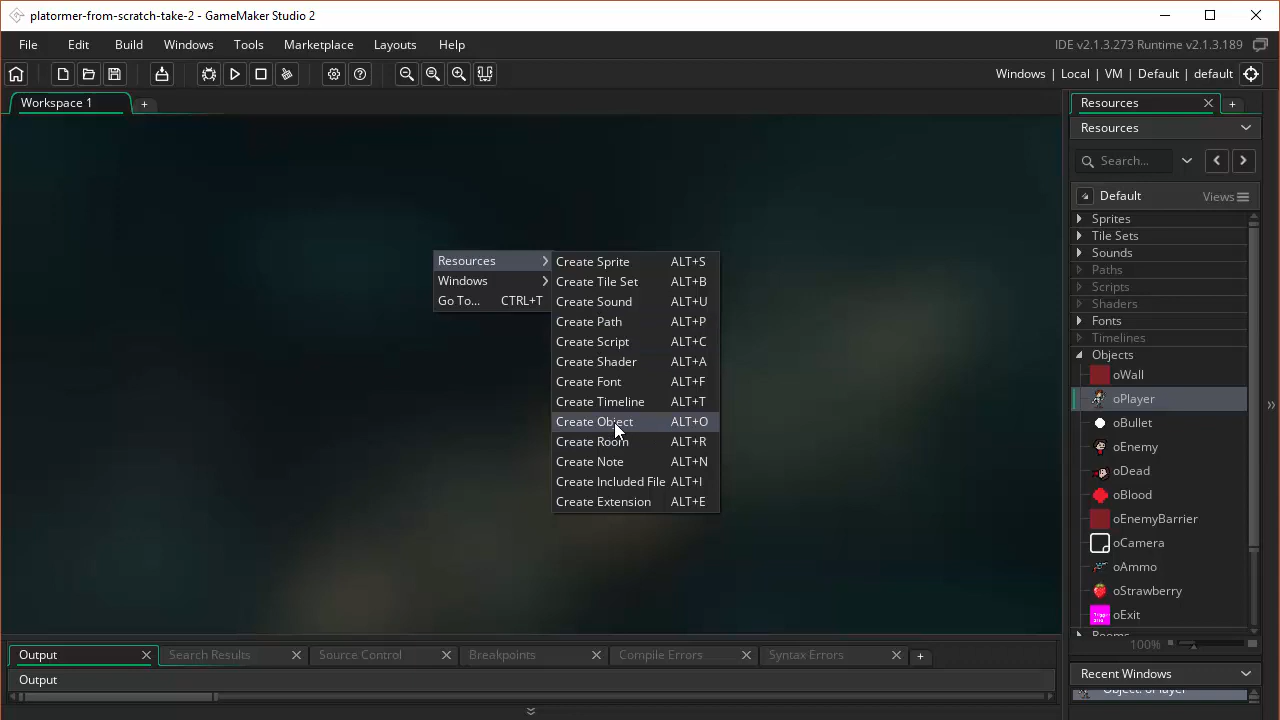 platormer-from-scratch-take-2 - GameMaker Studio 2
File Edit Build Windows Tools Marketplace Layouts Help
IDE v2.1.3.273 Runtime v2.1.3.189
Windows | Local | VM | Default | default
Workspace 1
Resources
Resources
Search...
Default
Views
Sprites
Tile Sets
Sounds
Paths
Scripts
Shaders
Fonts
Timelines
Objects
oWall
oPlayer
oBullet
oEnemy
oDead
oBlood
oEnemyBarrier
oCamera
oAmmo
oStrawberry
oExit
Rooms
100%
Recent Windows
Object: oPlayer
Resources
Windows
Go To... CTRL+T
Create Sprite ALT+S
Create Tile Set ALT+B
Create Sound ALT+U
Create Path ALT+P
Create Script ALT+C
Create Shader ALT+A
Create Font ALT+F
Create Timeline ALT+T
Create Object ALT+O
Create Room ALT+R
Create Note ALT+N
Create Included File ALT+I
Create Extension ALT+E
Output Search Results Source Control Breakpoints Compile Errors Syntax Errors
Output